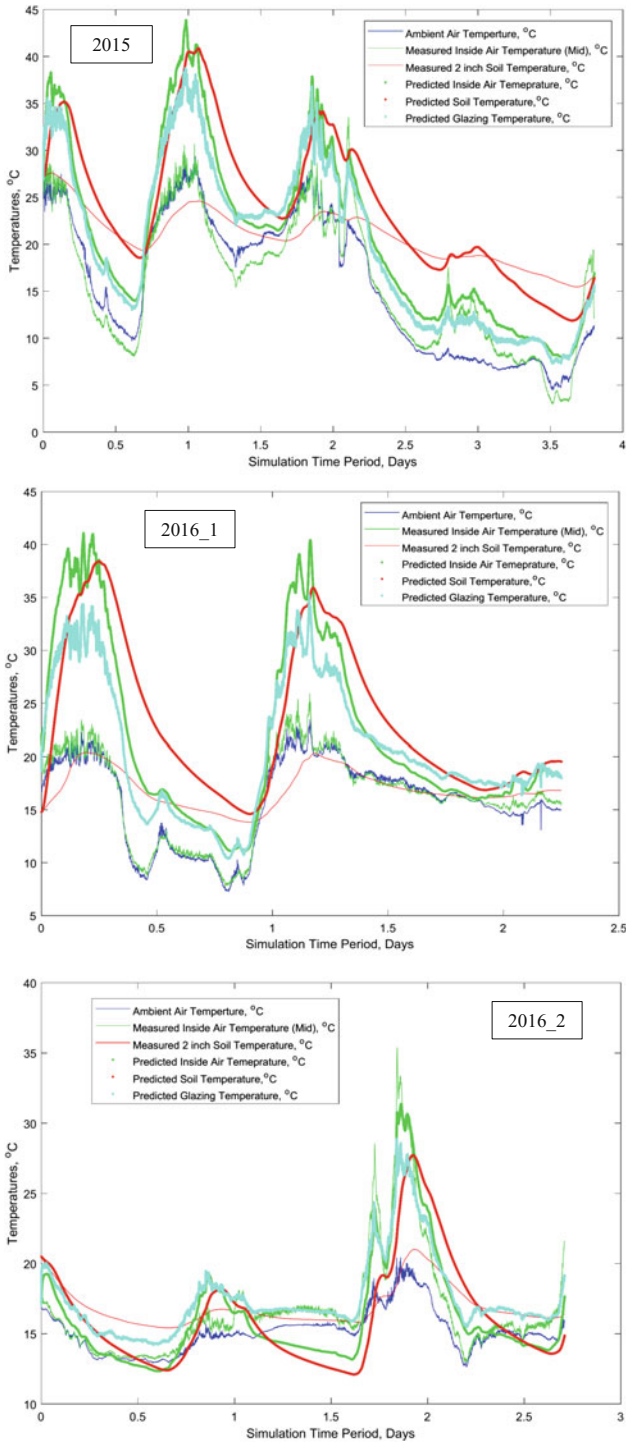 2015
Ambient Air Temperture, °C
Measured Inside Air Temperature (Mid), °C
Measured 2 inch Soil Temperature, °C
Predicted Inside Air Temeprature, °C
Predicted Soil Temperature,°C
Predicted Glazing Temperature, °C
Temperatures, °C
45
40
35
30
25
20
15
10
5
0
0 0.5 1 1.5 2 2.5 3 3.5 4
Simulation Time Period, Days
2016_1
Ambient Air Temperture, °C
Measured Inside Air Temperature (Mid), °C
Measured 2 inch Soil Temperature, °C
Predicted Inside Air Temeprature, °C
Predicted Soil Temperature,°C
Predicted Glazing Temperature, °C
Temperatures, °C
45
40
35
30
25
20
15
10
5
0 0.5 1 1.5 2 2.5
Simulation Time Period, Days
2016_2
Ambient Air Temperture, °C
Measured Inside Air Temperature (Mid), °C
Measured 2 inch Soil Temperature, °C
Predicted Inside Air Temeprature, °C
Predicted Soil Temperature,°C
Predicted Glazing Temperature, °C
Temperatures, °C
40
35
30
25
20
15
10
0 0.5 1 1.5 2 2.5 3
Simulation Time Period, Days